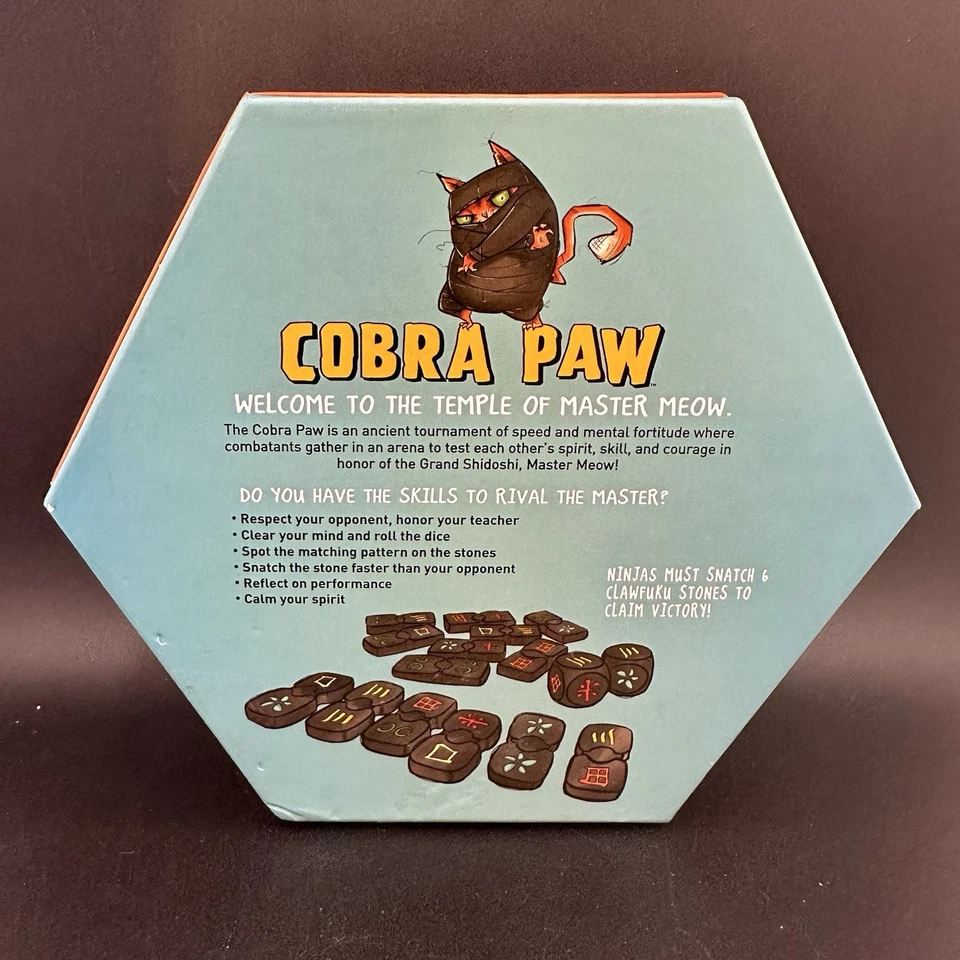 COBRA PAW™
WELCOME TO THE TEMPLE OF MASTER MEOW.
The Cobra Paw is an ancient tournament of speed and mental fortitude where
combatants gather in an arena to test each other's spirit, skill, and courage in
honor of the Grand Shidoshi, Master Meow!
DO YOU HAVE THE SKILLS TO RIVAL THE MASTER?
• Respect your opponent, honor your teacher
• Clear your mind and roll the dice
• Spot the matching pattern on the stones
• Snatch the stone faster than your opponent
• Reflect on performance
• Calm your spirit
NINJAS MUST SNATCH 6
CLAWFUKU STONES TO
CLAIM VICTORY!